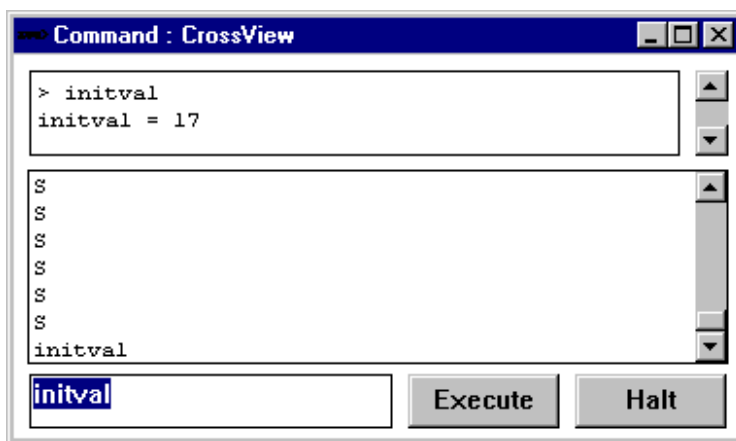 Command : CrossView
> initval
initval = 17
S
S
S
S
S
S
initval
initval
Execute
Halt